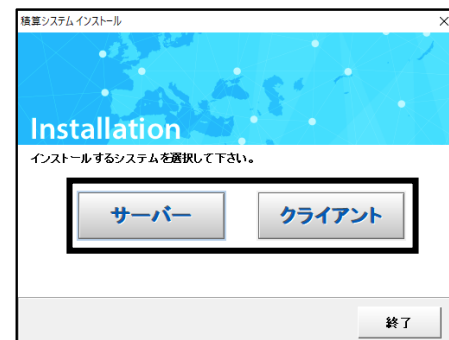 積算システム インストール
Installation
インストールするシステムを選択して下さい。
サーバー
クライアント
終了